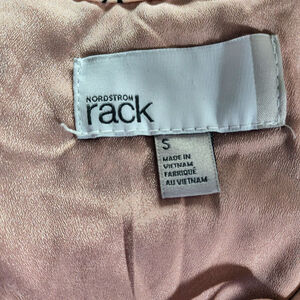 NORDSTROM
rack
S
MADE IN
VIETNAM
FABRIQUÉ
AU VIETNAM